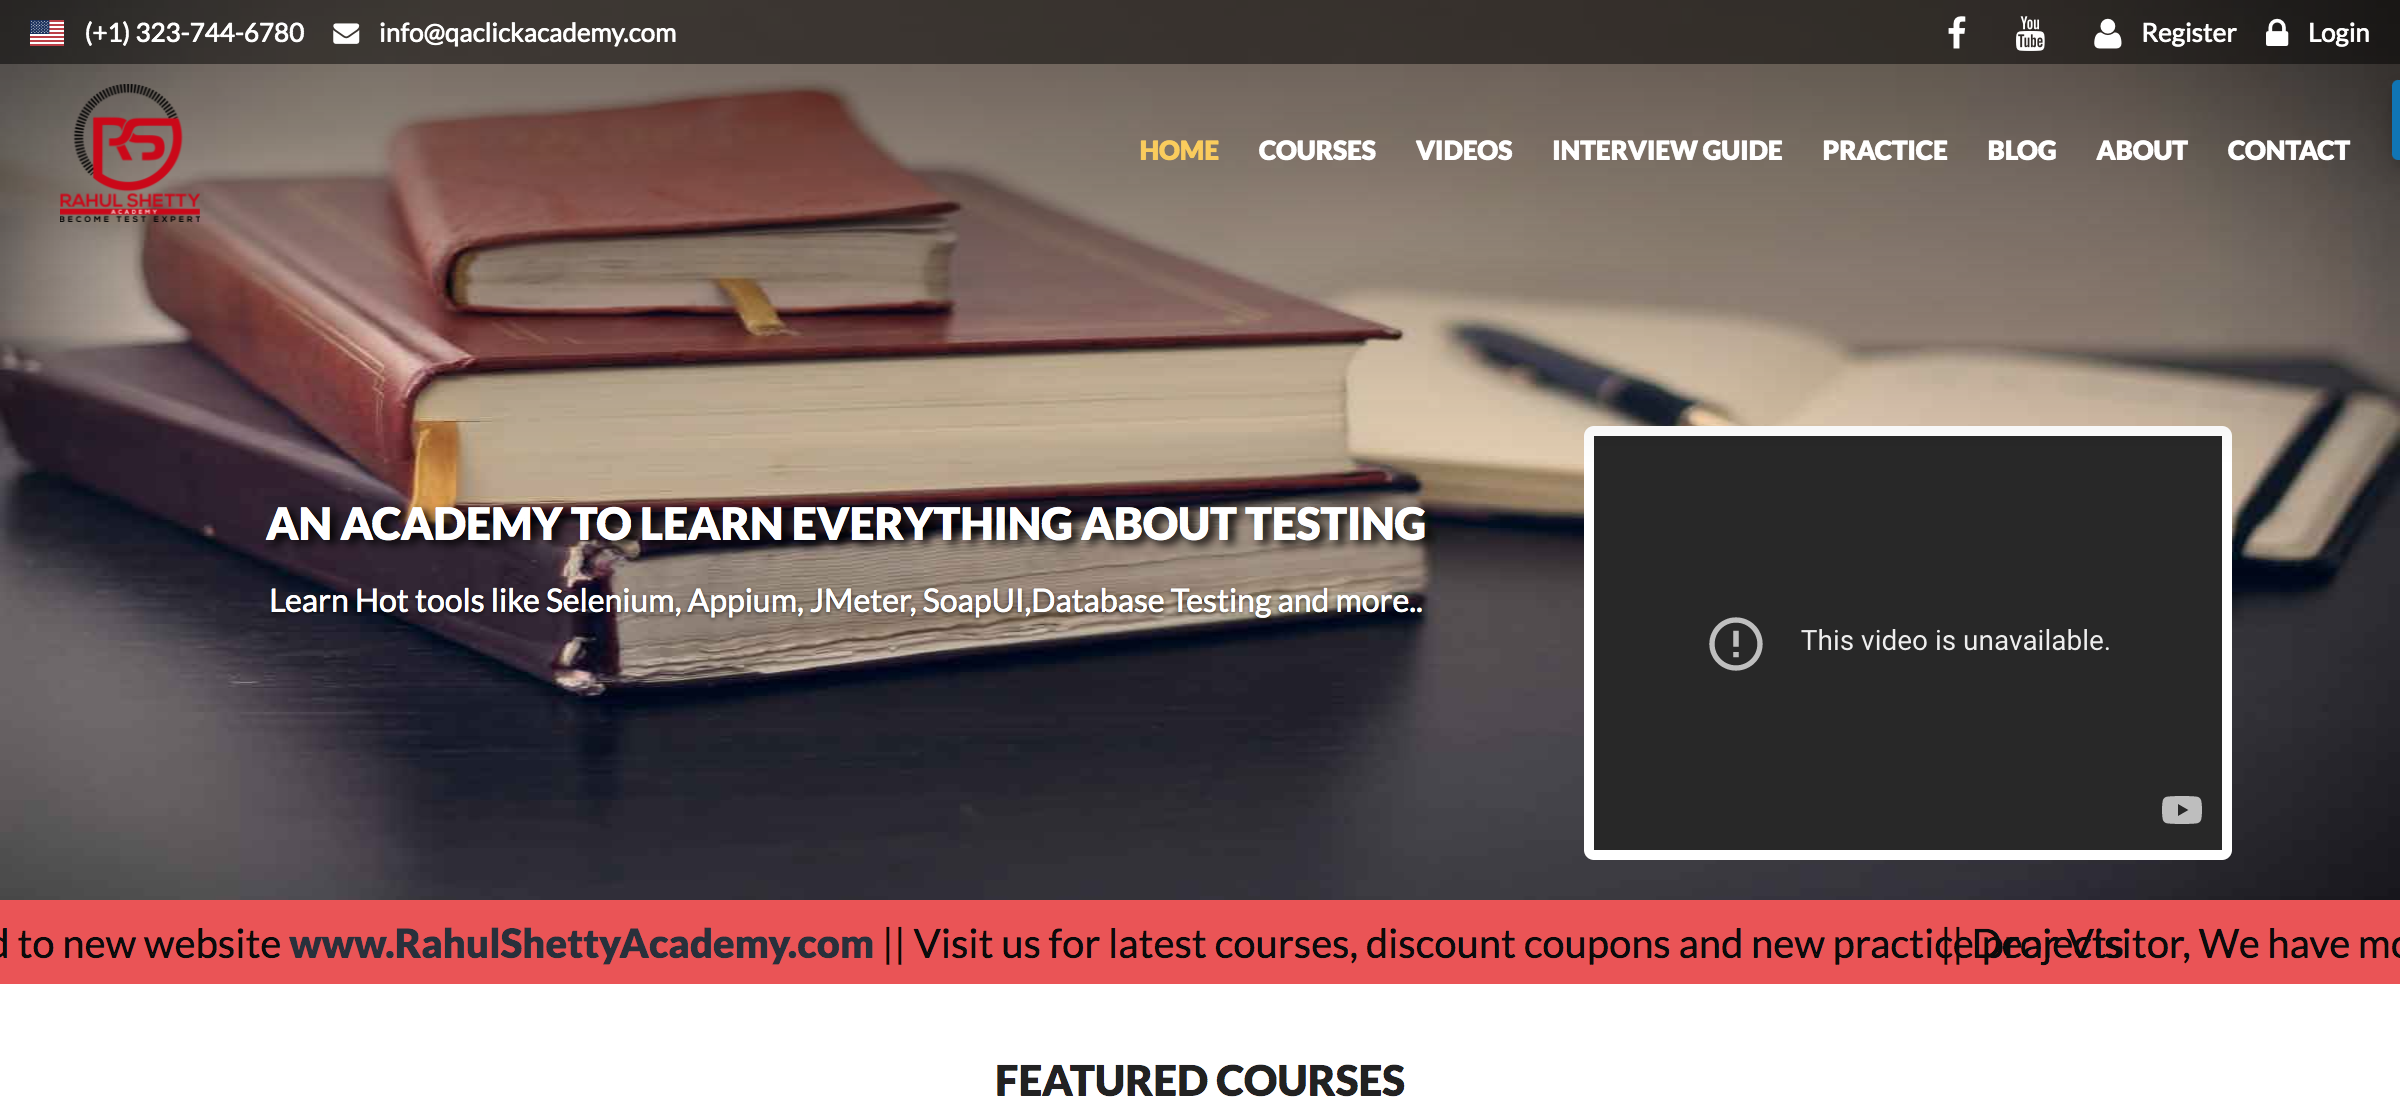 (+1) 323-744-6780 info@qaclickacademy.com You Tube Register Login
RS
RAHUL SHETTY
ACADEMY
BECOME TEST EXPERT
HOME COURSES VIDEOS INTERVIEW GUIDE PRACTICE BLOG ABOUT CONTACT
AN ACADEMY TO LEARN EVERYTHING ABOUT TESTING
Learn Hot tools like Selenium, Appium, JMeter, SoapUI,Database Testing and more..
This video is unavailable.
d to new website www.RahulShettyAcademy.com || Visit us for latest courses, discount coupons and new practice projects || Dear Visitor, We have mo
FEATURED COURSES